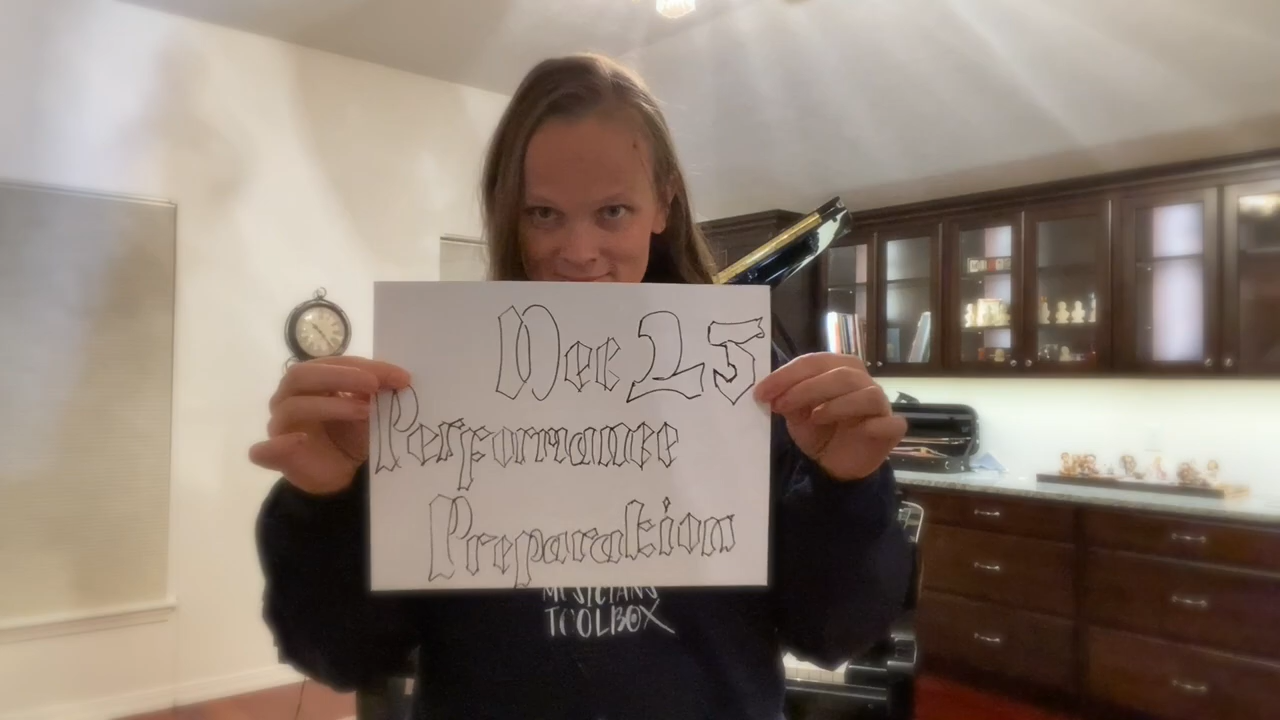 Dec 25
Performance
Preparation
MUSICIANS
TOOLBOX